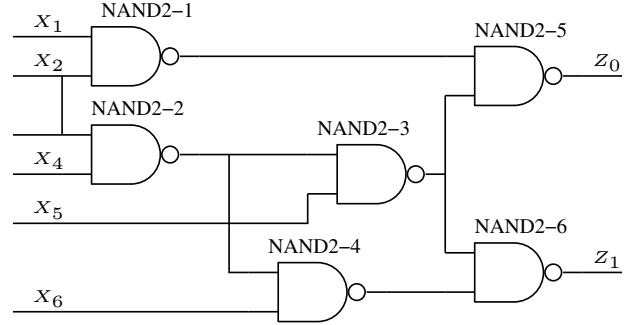 NAND2–1
X1
NAND2–5
X2
Z0
NAND2–2
NAND2–3
X4
X5
NAND2–6
NAND2–4
Z1
X6